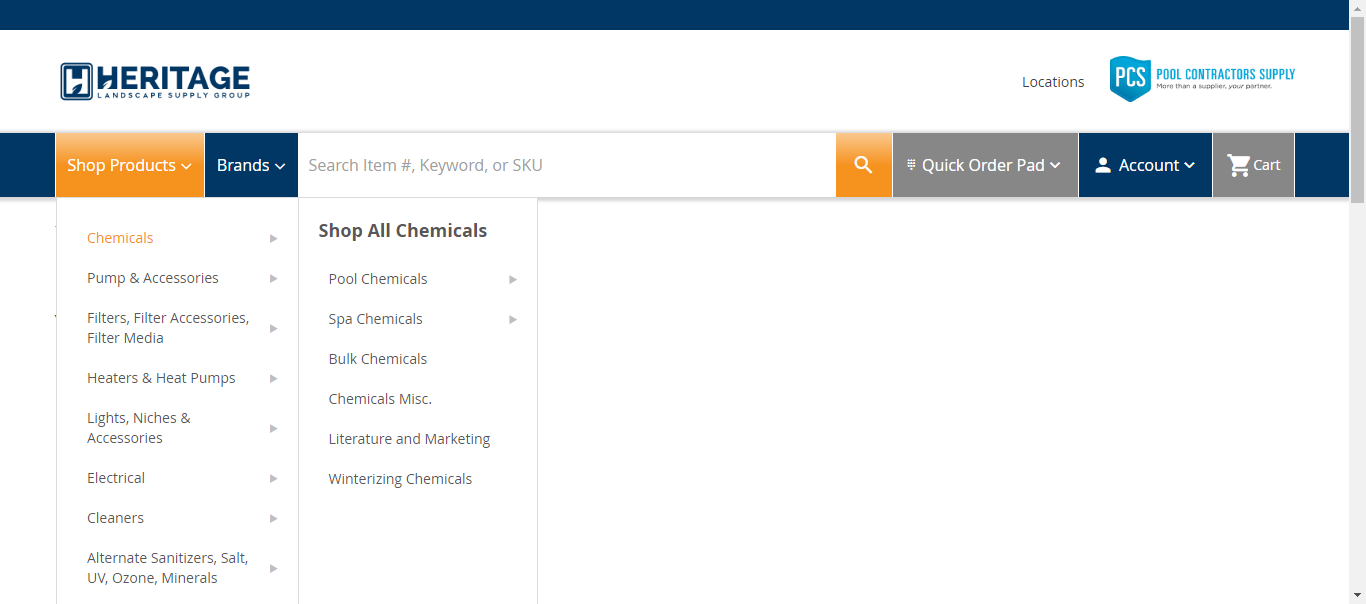 HERITAGE
LANDSCAPE SUPPLY GROUP
Locations
PCS POOL CONTRACTORS SUPPLY
More than a supplier, your partner.
Shop Products
Brands
Search Item #, Keyword, or SKU
Quick Order Pad
Account
Cart
Chemicals
Pump & Accessories
Filters, Filter Accessories,
Filter Media
Heaters & Heat Pumps
Lights, Niches &
Accessories
Electrical
Cleaners
Alternate Sanitizers, Salt,
UV, Ozone, Minerals
Shop All Chemicals
Pool Chemicals
Spa Chemicals
Bulk Chemicals
Chemicals Misc.
Literature and Marketing
Winterizing Chemicals